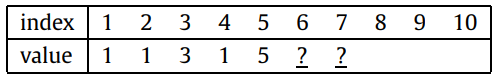 index 1 2 3 4 5 6 7 8 9 10
value 1 1 3 1 5 ? ?